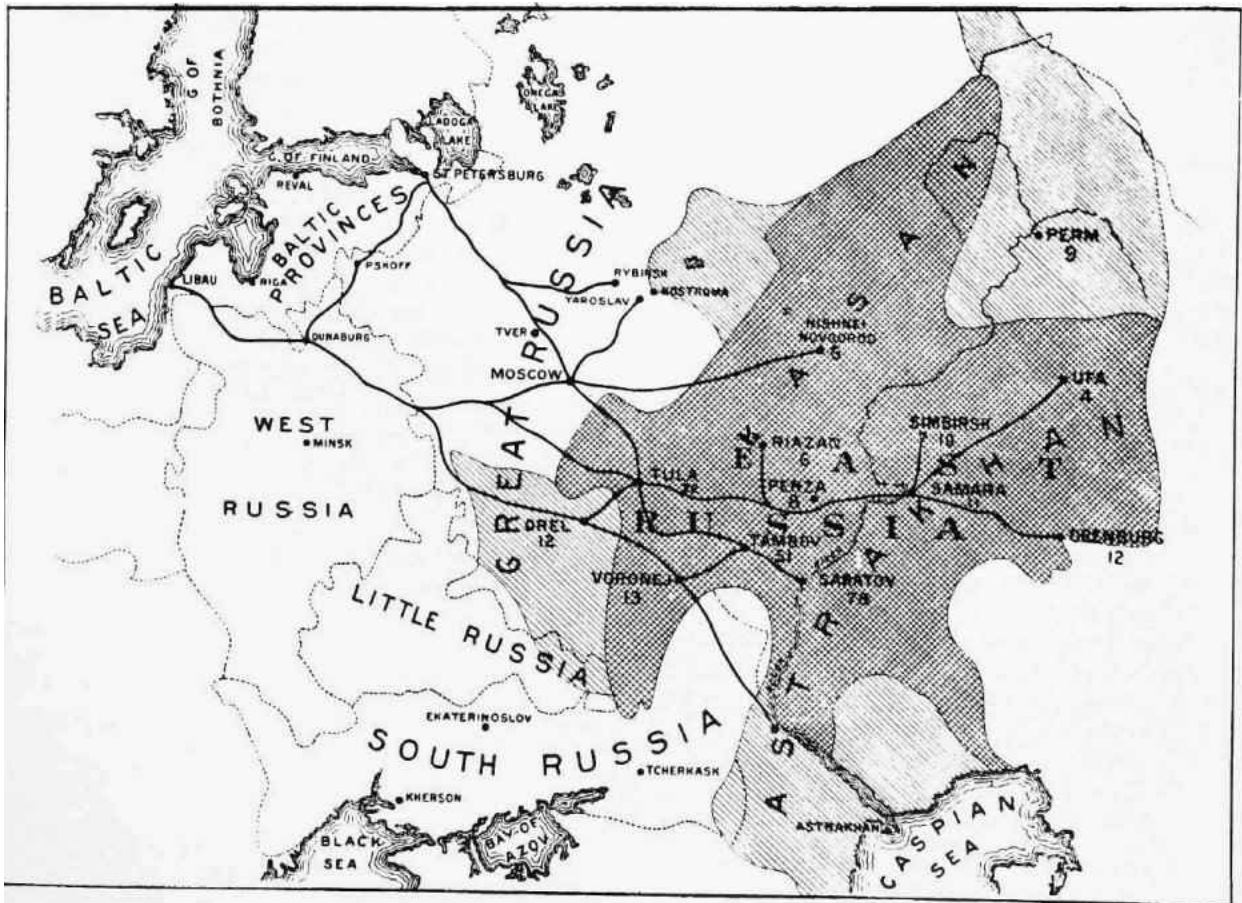 G. OF
BOTHNIA
ONEGA
LAKE
LADOGA
LAKE
G. OF FINLAND
ST PETERSBURG
REVAL
BALTIC
PROVINCES
BALTIC
SEA
LIBAU
RIGA
PSKOFF
DUNABURG
RYBINSK
YAROSLAV
KOSTROMA
TVER
MOSCOW
GREAT RUSSIA
NISHNEI
NOVGOROD
6
KASAN
PERM
9
UFA
4
WEST
RUSSIA
MINSK
RIAZAN
6
SIMBIRSK
10
PENZA
8
SAMARA
TULA
EAST
RUSSIA
OREL
12
TAMBOV
51
ORENBURG
12
VORONEJ
13
SARATOV
78
LITTLE RUSSIA
EKATERINOSLOV
SOUTH RUSSIA
TCHERKASK
KHERSON
BLACK
SEA
BAY OF
AZOV
ASTRAKHAN
ASTRAKHAN
CASPIAN
SEA